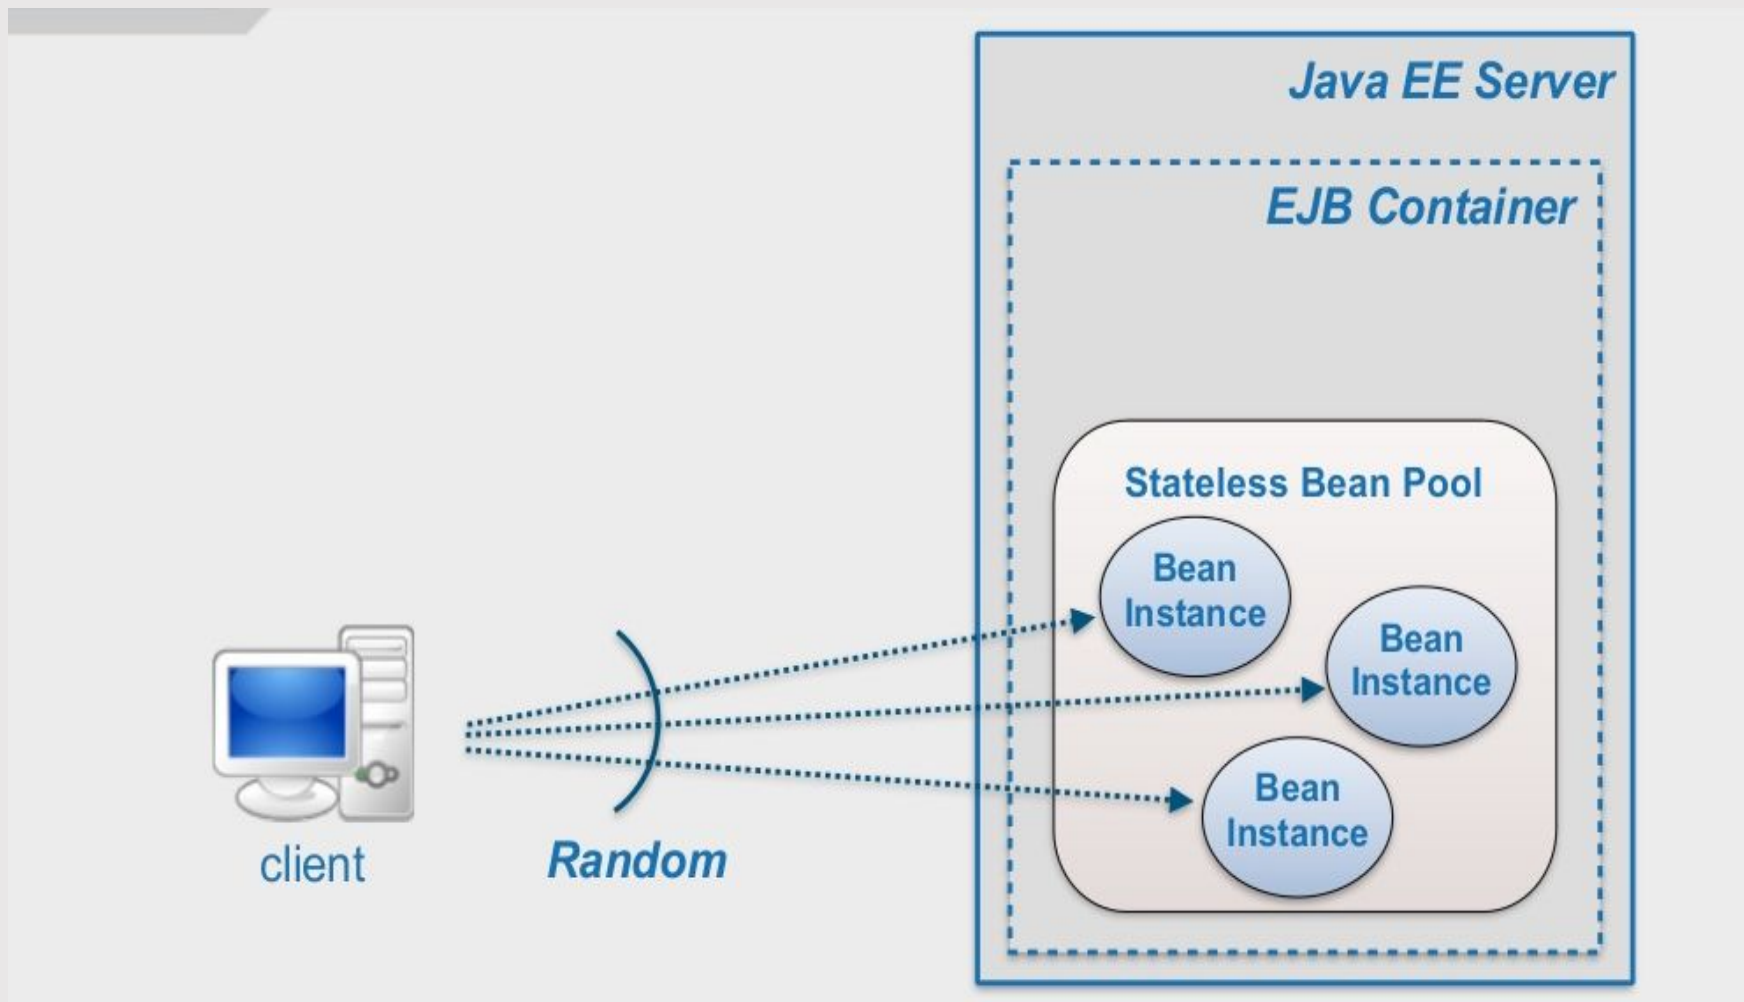 Java EE Server
EJB Container
Stateless Bean Pool
Bean
Instance
Bean
Instance
Bean
Instance
client
Random